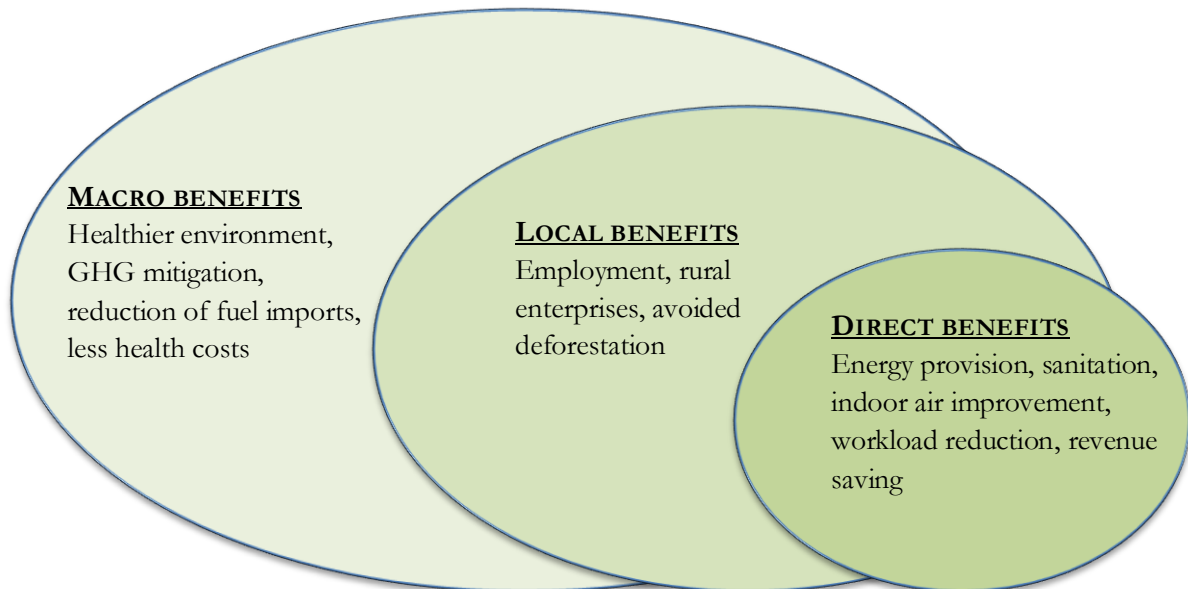 MACRO BENEFITS
Healthier environment,
GHG mitigation,
reduction of fuel imports,
less health costs
LOCAL BENEFITS
Employment, rural
enterprises, avoided
deforestation
DIRECT BENEFITS
Energy provision, sanitation,
indoor air improvement,
workload reduction, revenue
saving